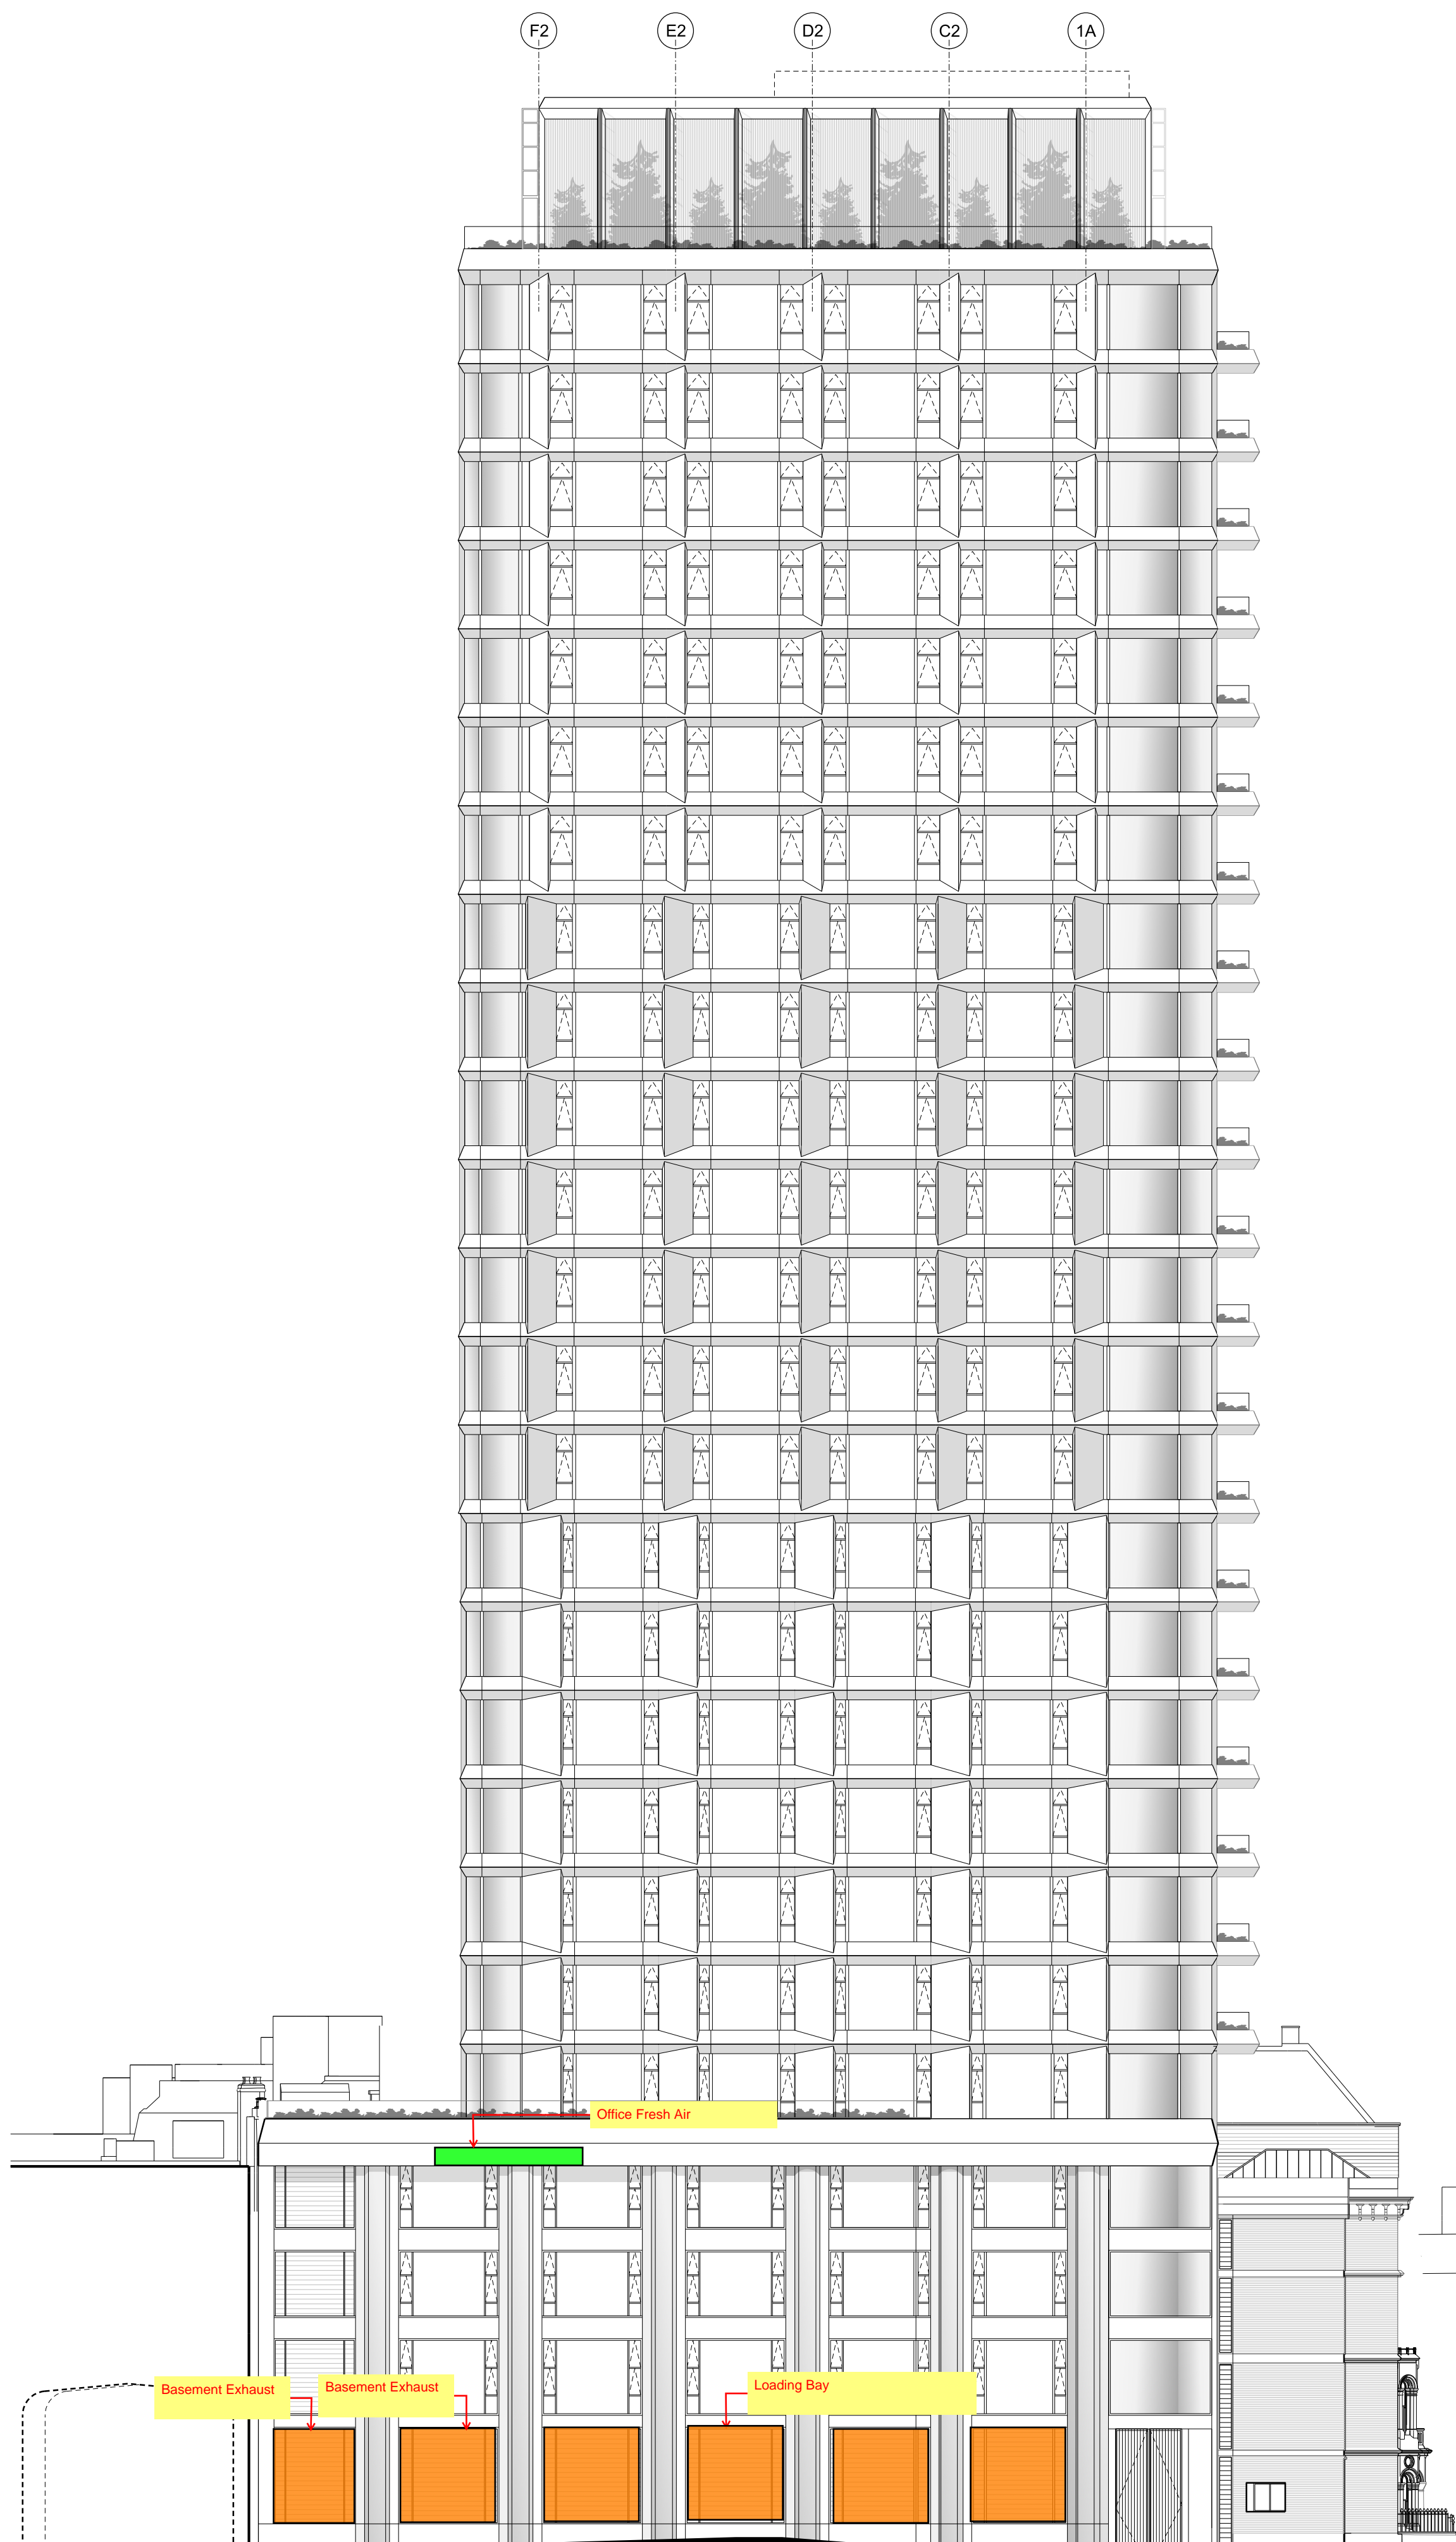 F2
E2
D2
C2
1A
Office Fresh Air
Basement Exhaust
Basement Exhaust
Loading Bay